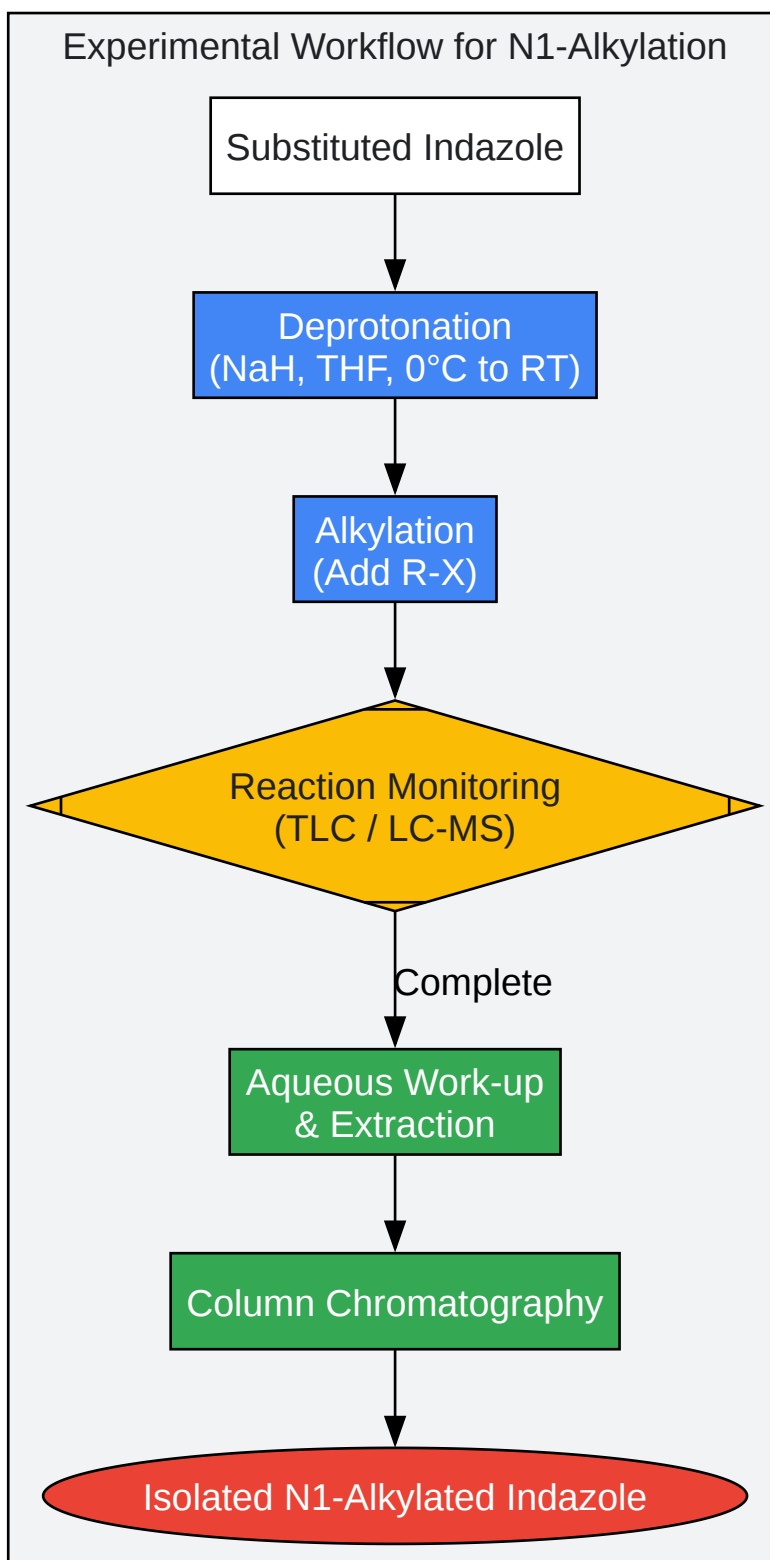 Experimental Workflow for N1-Alkylation
Substituted Indazole
Deprotonation
(NaH, THF, 0°C to RT)
Alkylation
(Add R-X)
Reaction Monitoring
(TLC / LC-MS)
Complete
Aqueous Work-up
& Extraction
Column Chromatography
Isolated N1-Alkylated Indazole